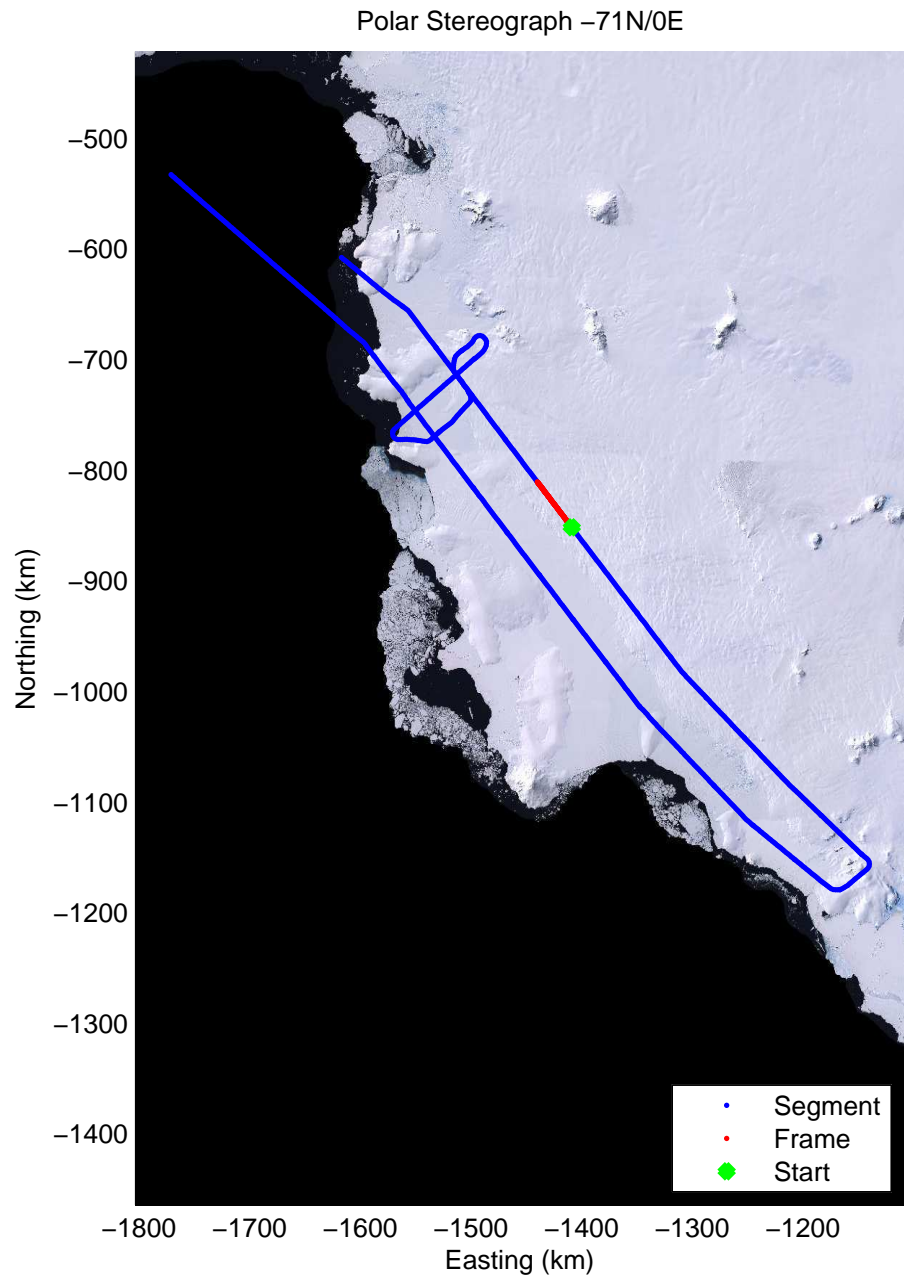 Polar Stereograph −71N/0E
−500
−600
−700
−800
−900
−1000
−1100
−1200
−1300
−1400
Northing (km)
Segment
Frame
Start
−1800 −1700 −1600 −1500 −1400 −1300 −1200
Easting (km)